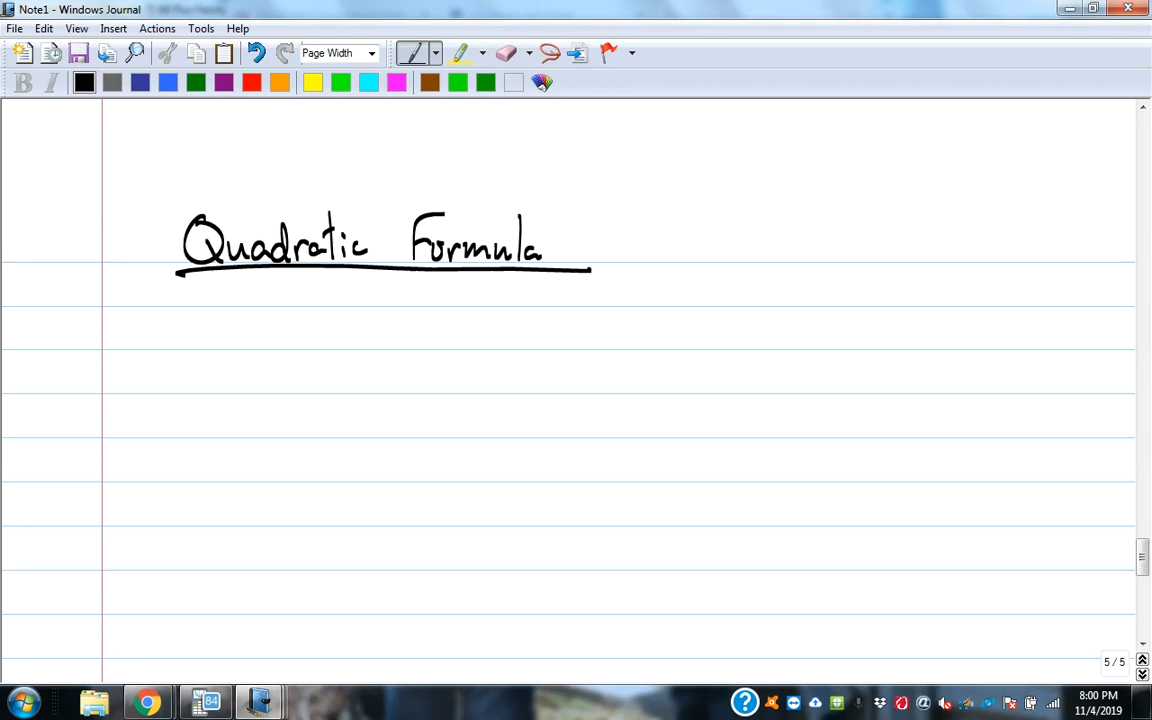 Note1 - Windows Journal
File Edit View Insert Actions Tools Help
Page Width
B I
Quadratic Formula
5 / 5
84
8:00 PM
11/4/2019